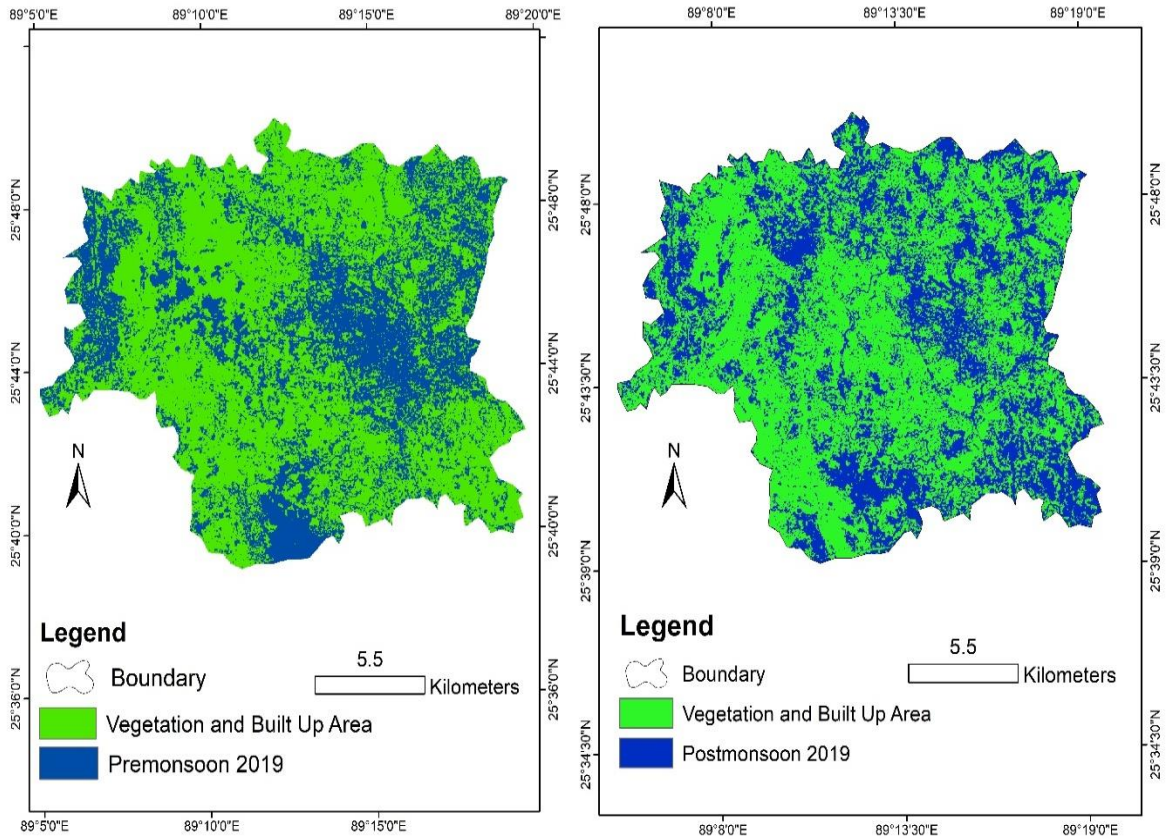 89°5'0"E 89°10'0"E 89°15'0"E 89°20'0"E
25°48'0"N
25°44'0"N
25°40'0"N
25°36'0"N
25°48'0"N
25°44'0"N
25°40'0"N
25°36'0"N
N
Legend
Boundary
Vegetation and Built Up Area
Premonsoon 2019
5.5
Kilometers
89°5'0"E 89°10'0"E 89°15'0"E
89°8'0"E 89°13'30"E 89°19'0"E
25°48'0"N
25°43'30"N
25°39'0"N
25°34'30"N
25°48'0"N
25°43'30"N
25°39'0"N
25°34'30"N
N
Legend
Boundary
Vegetation and Built Up Area
Postmonsoon 2019
5.5
Kilometers
89°8'0"E 89°13'30"E 89°19'0"E